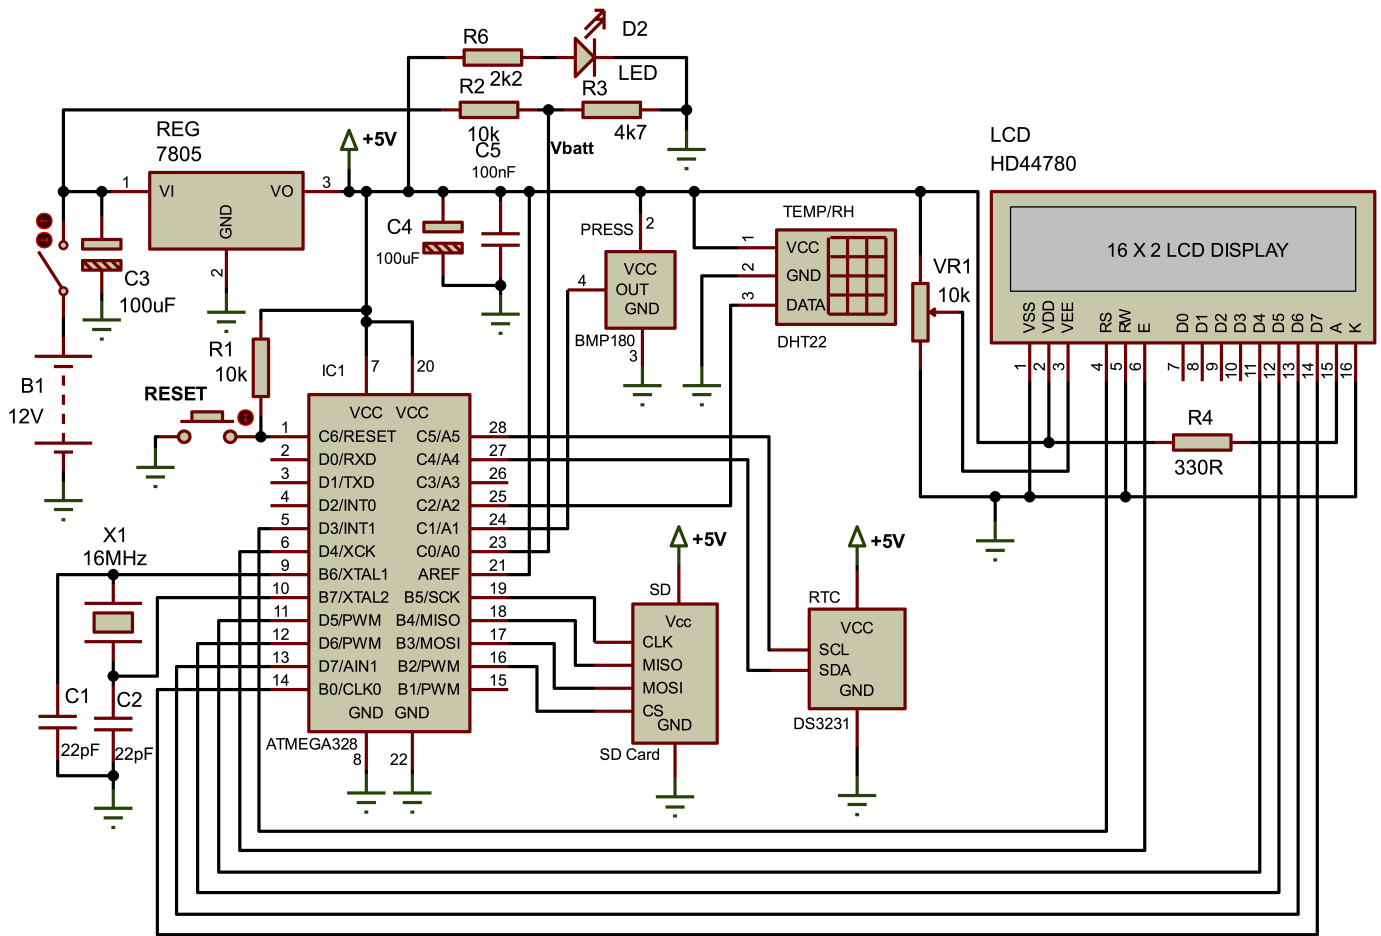 R6
2k2
D2
LED
R2
10k
R3
4k7
Vbatt
REG
7805
+5V
1
VI
VO
3
GND
2
C5
100nF
C4
100uF
C3
100uF
B1
12V
R1
10k
RESET
PRESS
2
VCC
4
OUT
GND
BMP180
3
TEMP/RH
1
VCC
2
GND
3
DATA
DHT22
VR1
10k
LCD
HD44780
16 X 2 LCD DISPLAY
VSS
VDD
VEE
RS
RW
E
D0
D1
D2
D3
D4
D5
D6
D7
A
K
1
2
3
4
5
6
7
8
9
10
11
12
13
14
15
16
R4
330R
IC1
7
20
VCC
VCC
1 C6/RESET C5/A5 28
2 D0/RXD C4/A4 27
3 D1/TXD C3/A3 26
4 D2/INT0 C2/A2 25
5 D3/INT1 C1/A1 24
6 D4/XCK C0/A0 23
9 B6/XTAL1 AREF 21
10 B7/XTAL2 B5/SCK 19
11 D5/PWM B4/MISO 18
12 D6/PWM B3/MOSI 17
13 D7/AIN1 B2/PWM 16
14 B0/CLK0 B1/PWM 15
GND GND
ATMEGA328
8
22
X1
16MHz
C1
22pF
C2
22pF
+5V
SD
Vcc
CLK
MISO
MOSI
CS
GND
SD Card
+5V
RTC
VCC
SCL
SDA
GND
DS3231